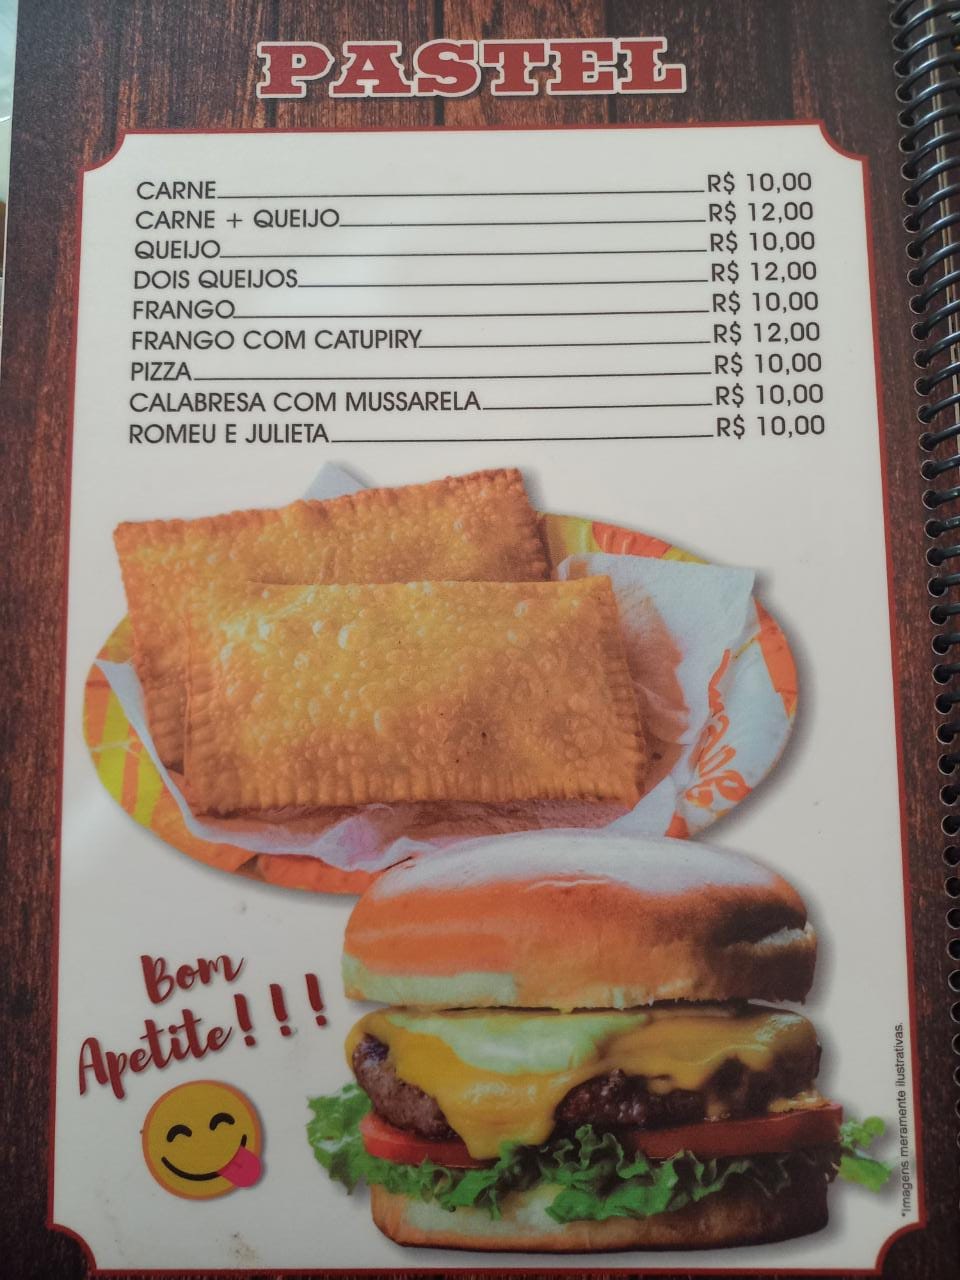 PASTEL
CARNE R$ 10,00
CARNE + QUEIJO R$ 12,00
QUEIJO R$ 10,00
DOIS QUEIJOS R$ 12,00
FRANGO R$ 10,00
FRANGO COM CATUPIRY R$ 12,00
PIZZA R$ 10,00
CALABRESA COM MUSSARELA R$ 10,00
ROMEU E JULIETA R$ 10,00
Bom
Apetite!!!
*Imagens meramente ilustrativas.